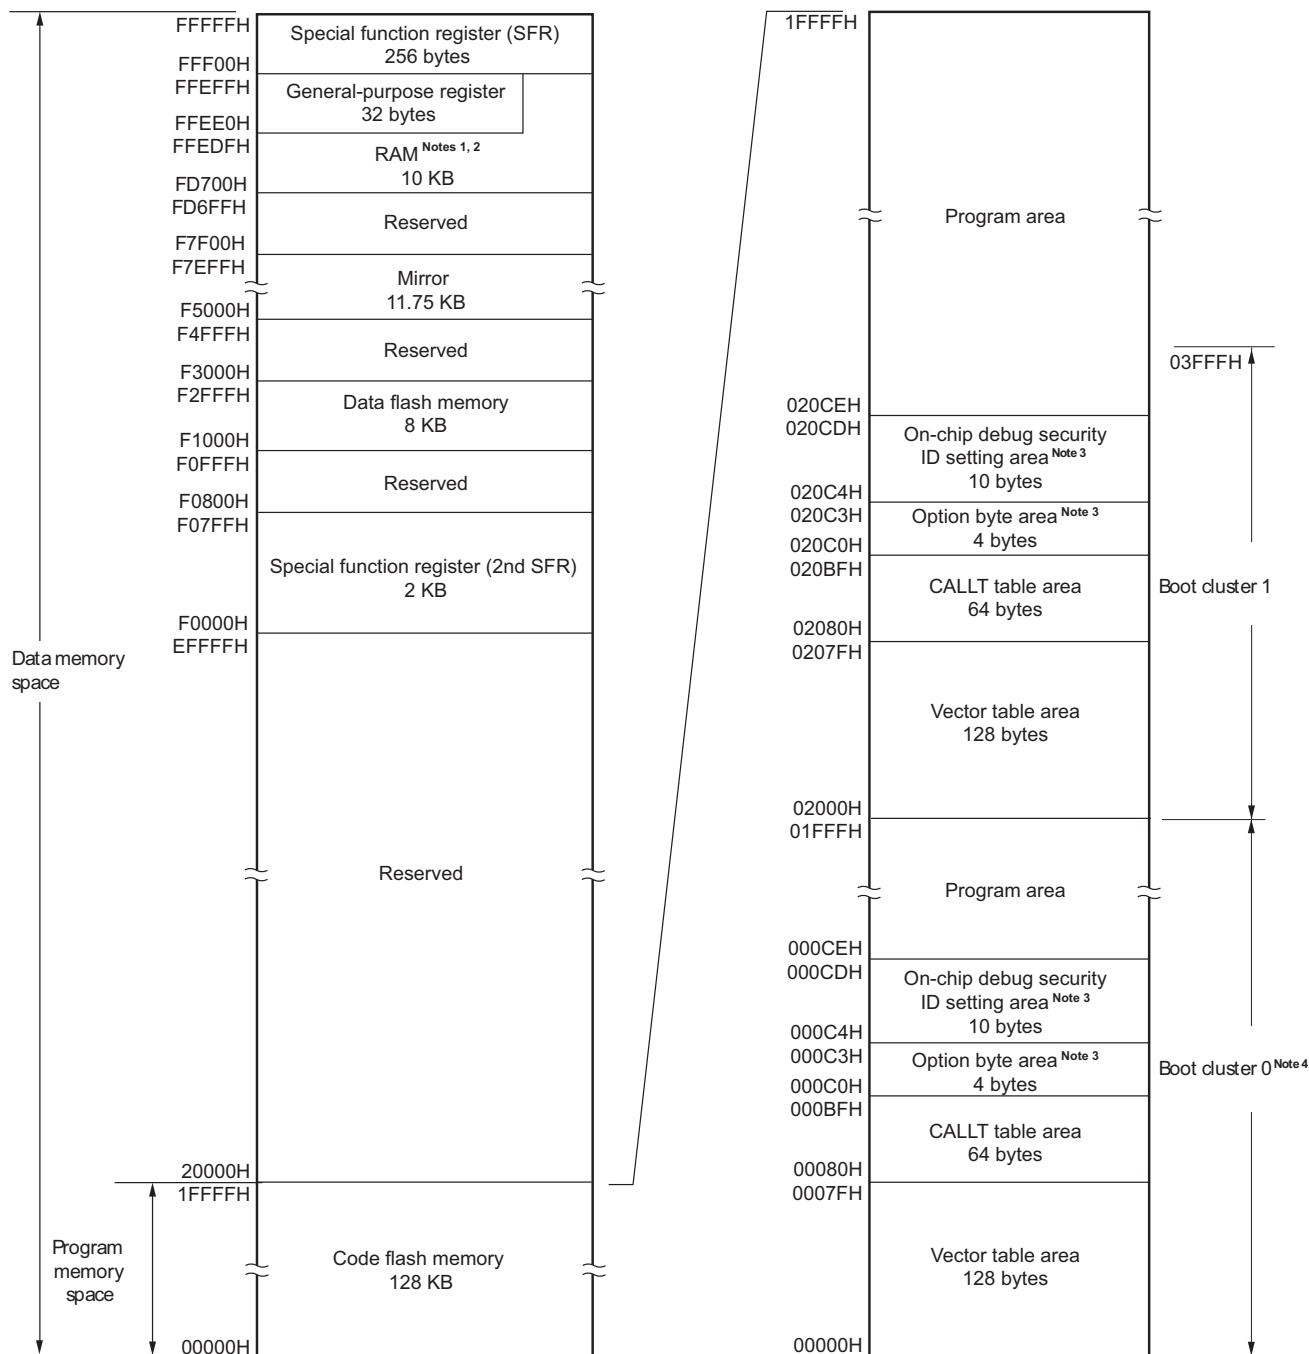 FFFFFH
Special function register (SFR)
256 bytes
FFF00H
FFEFFH
General-purpose register
32 bytes
FFEE0H
FFEDFH
RAM Notes 1, 2
10 KB
FD700H
FD6FFH
Reserved
F7F00H
F7EFFH
Mirror
11.75 KB
F5000H
F4FFFH
Reserved
F3000H
F2FFFH
Data flash memory
8 KB
F1000H
F0FFFH
Reserved
F0800H
F07FFH
Special function register (2nd SFR)
2 KB
F0000H
EFFFFH
Data memory
space
Reserved
20000H
1FFFFH
Program
memory
space
Code flash memory
128 KB
00000H
1FFFFH
Program area
03FFFH
020CEH
020CDH
On-chip debug security
ID setting area Note 3
10 bytes
020C4H
020C3H
Option byte area Note 3
4 bytes
020C0H
020BFH
CALLT table area
64 bytes
Boot cluster 1
02080H
0207FH
Vector table area
128 bytes
02000H
01FFFH
Program area
000CEH
000CDH
On-chip debug security
ID setting area Note 3
10 bytes
000C4H
000C3H
Option byte area Note 3
4 bytes
Boot cluster 0 Note 4
000C0H
000BFH
CALLT table area
64 bytes
00080H
0007FH
Vector table area
128 bytes
00000H